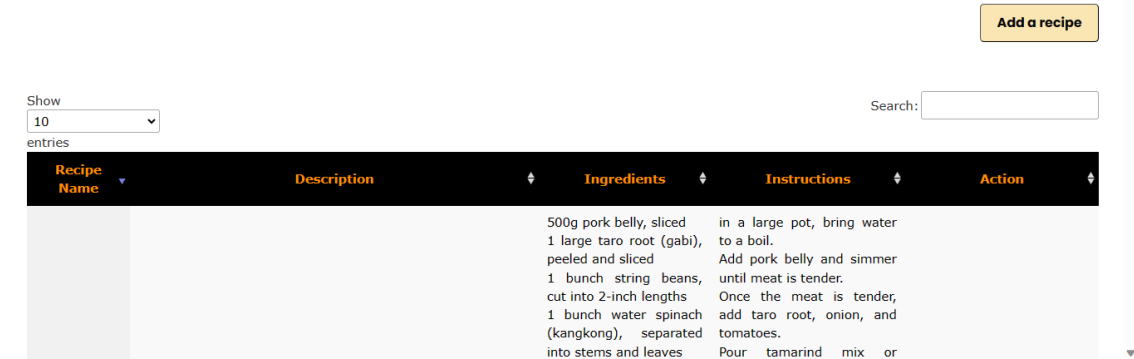 Add a recipe
Show
10
entries
Search:
Recipe
Name
Description
Ingredients
Instructions
Action
500g pork belly, sliced
1 large taro root (gabi),
peeled and sliced
1 bunch string beans,
cut into 2-inch lengths
1 bunch water spinach
(kangkong), separated
into stems and leaves
in a large pot, bring water
to a boil.
Add pork belly and simmer
until meat is tender.
Once the meat is tender,
add taro root, onion, and
tomatoes.
Pour tamarind mix or